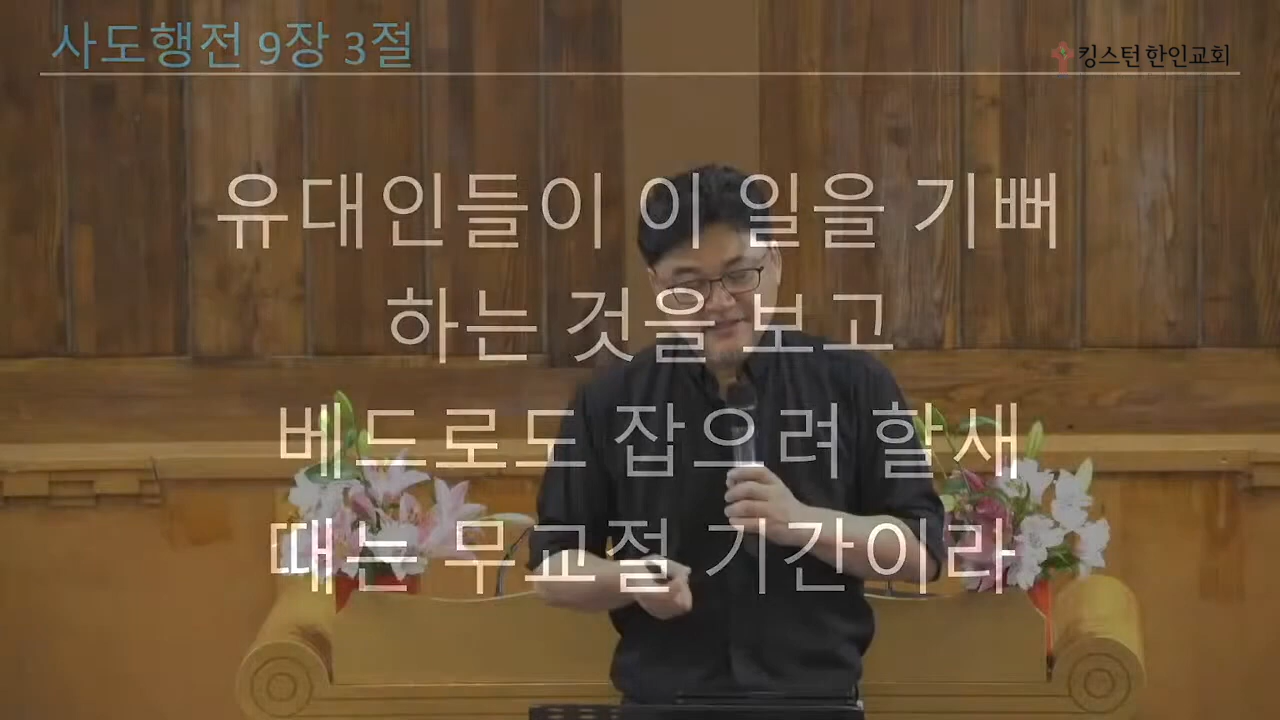 사도행전 9장 3절
킹스턴한인교회
유대인들이 이 일을 기뻐
하는 것을 보고
베드로도 잡으려 할새
때는 무교절 기간이라